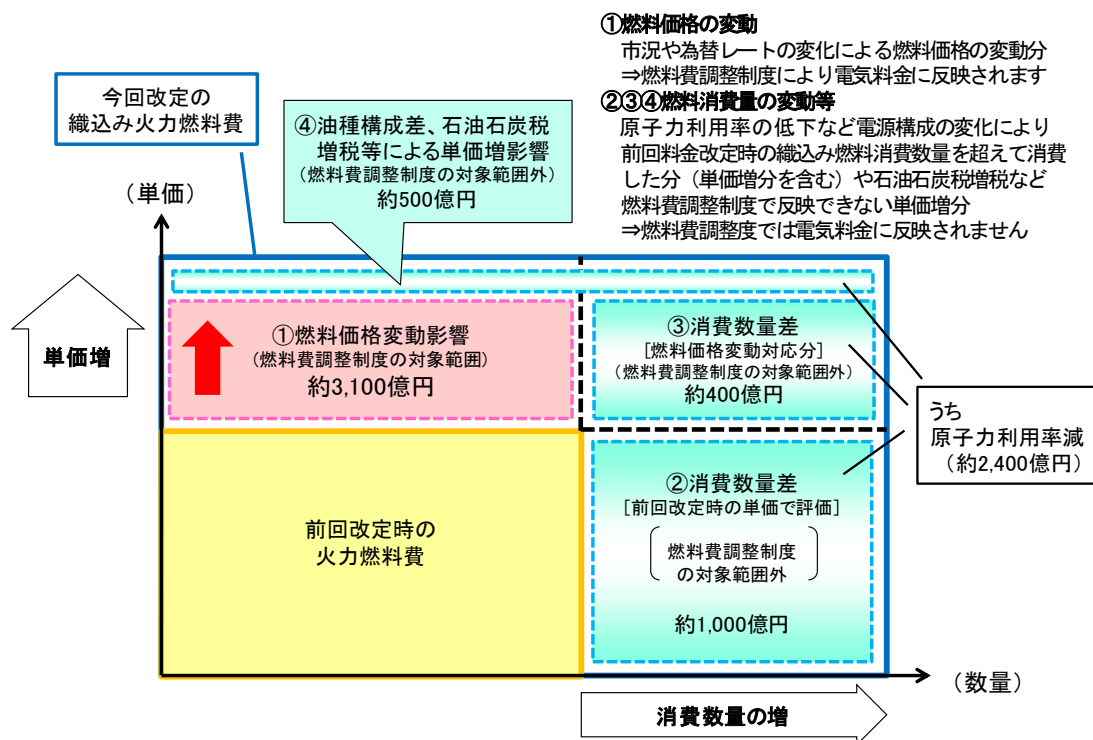 ①燃料価格の変動
市況や為替レートの変化による燃料価格の変動分
⇒燃料費調整制度により電気料金に反映されます
②③④燃料消費量の変動等
原子力利用率の低下など電源構成の変化により
前回料金改定時の織込み燃料消費数量を超えて消費
した分（単価増分を含む）や石油石炭税増税など
燃料費調整制度で反映できない単価増分
⇒燃料費調整度では電気料金に反映されません
今回改定の
織込み火力燃料費
④油種構成差、石油石炭税
増税等による単価増影響
（燃料費調整制度の対象範囲外）
約500億円
（単価）
単価増
①燃料価格変動影響
（燃料費調整制度の対象範囲）
約3,100億円
③消費数量差
[燃料価格変動対応分]
（燃料費調整制度の対象範囲外）
約400億円
うち
原子力利用率減
（約2,400億円）
前回改定時の
火力燃料費
②消費数量差
[前回改定時の単価で評価]
燃料費調整制度
の対象範囲外
約1,000億円
（数量）
消費数量の増